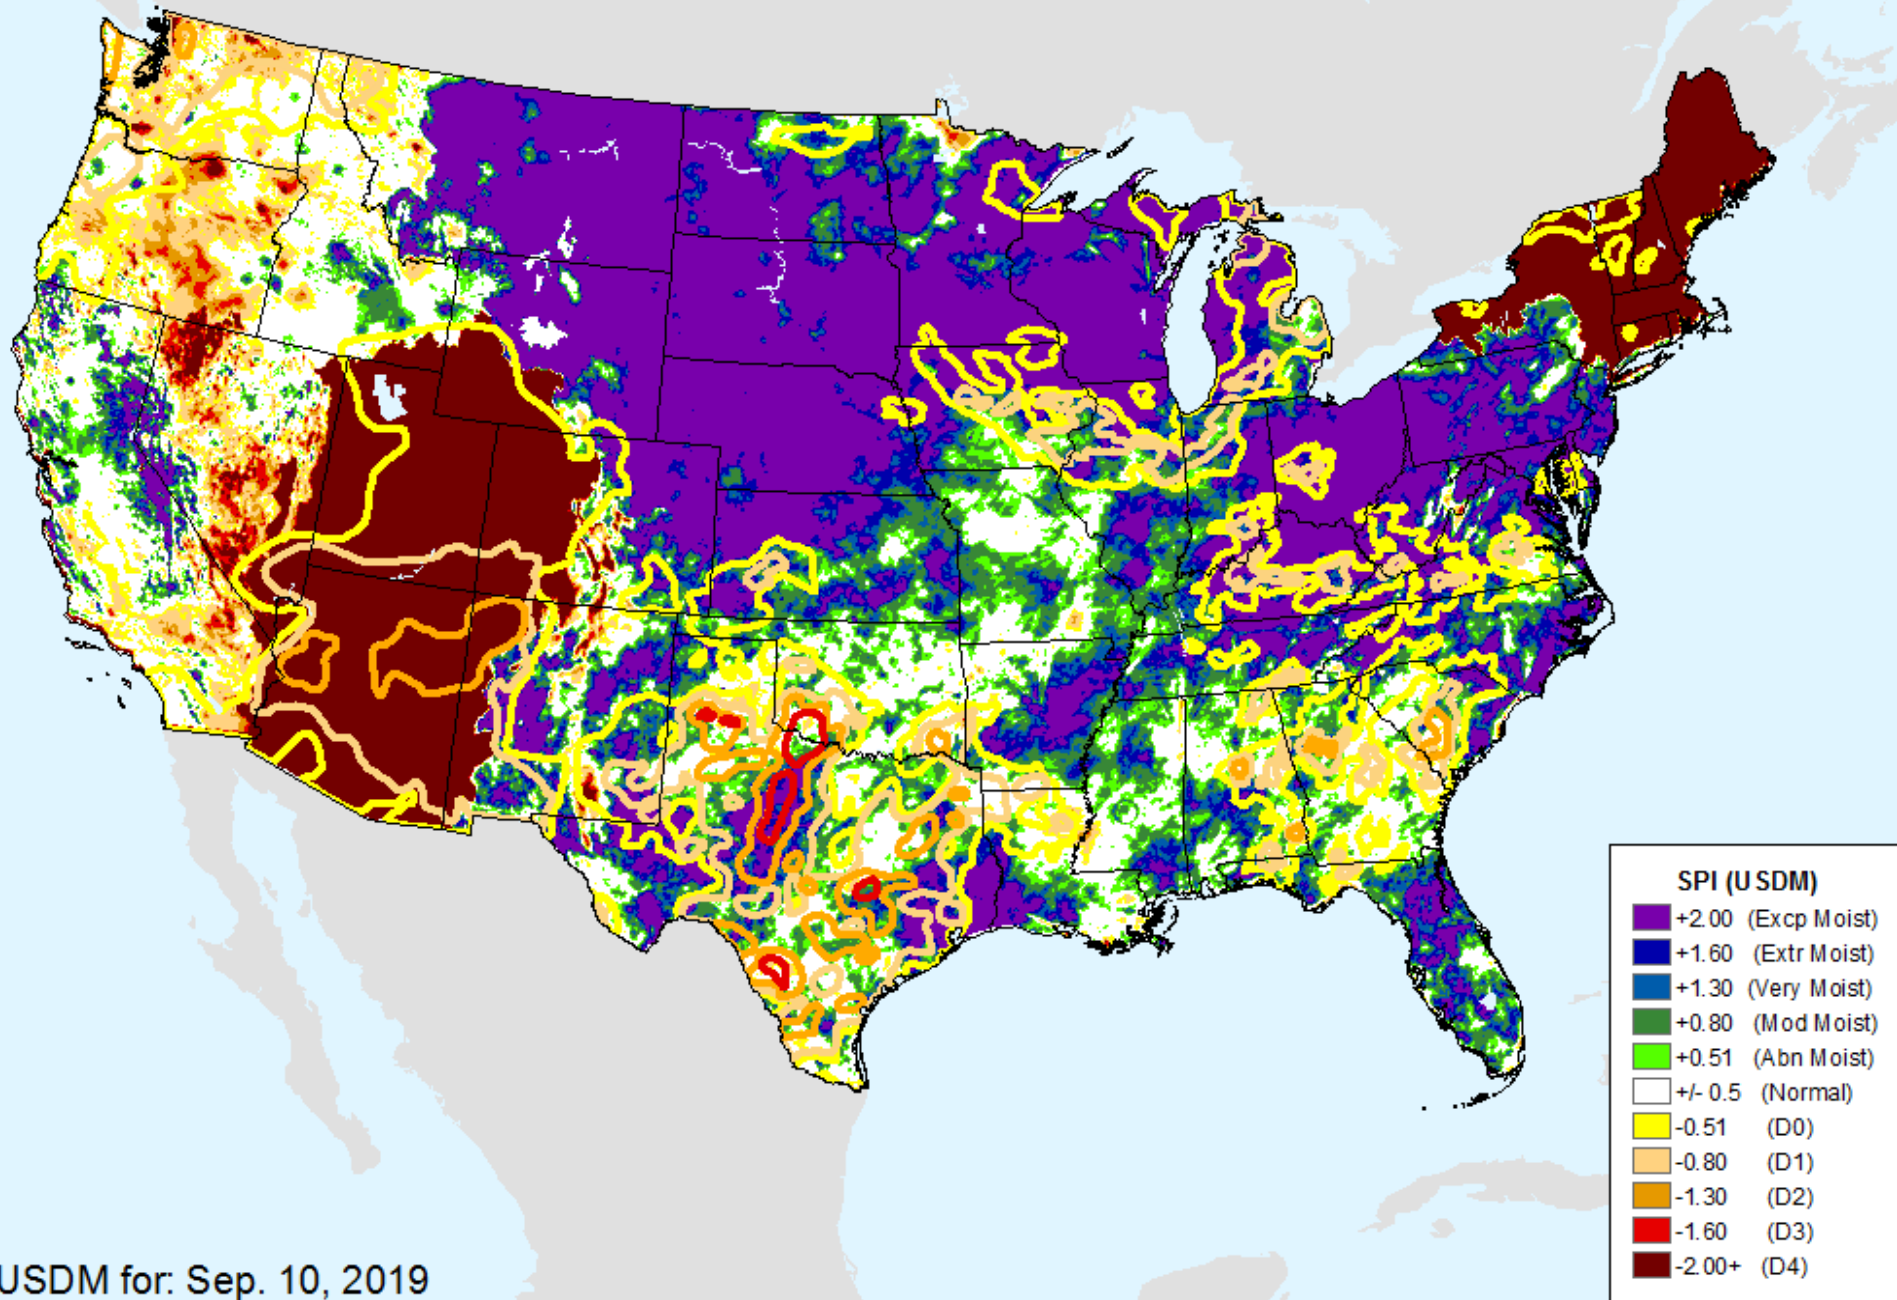 SPI (USDM)
+2.00 (Excp Moist)
+1.60 (Extr Moist)
+1.30 (Very Moist)
+0.80 (Mod Moist)
+0.51 (Abn Moist)
+/- 0.5 (Normal)
-0.51 (D0)
-0.80 (D1)
-1.30 (D2)
-1.60 (D3)
-2.00+ (D4)
USDM for: Sep. 10, 2019